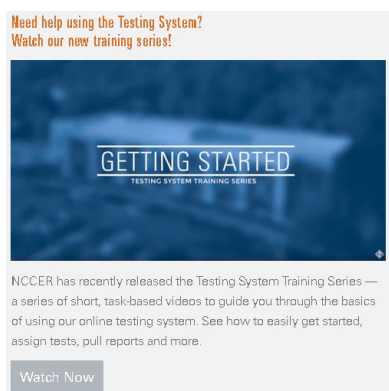 Need help using the Testing System?
Watch our new training series!
GETTING STARTED
TESTING SYSTEM TRAINING SERIES
NCCER has recently released the Testing System Training Series —
a series of short, task-based videos to guide you through the basics
of using our online testing system. See how to easily get started,
assign tests, pull reports and more.
Watch Now